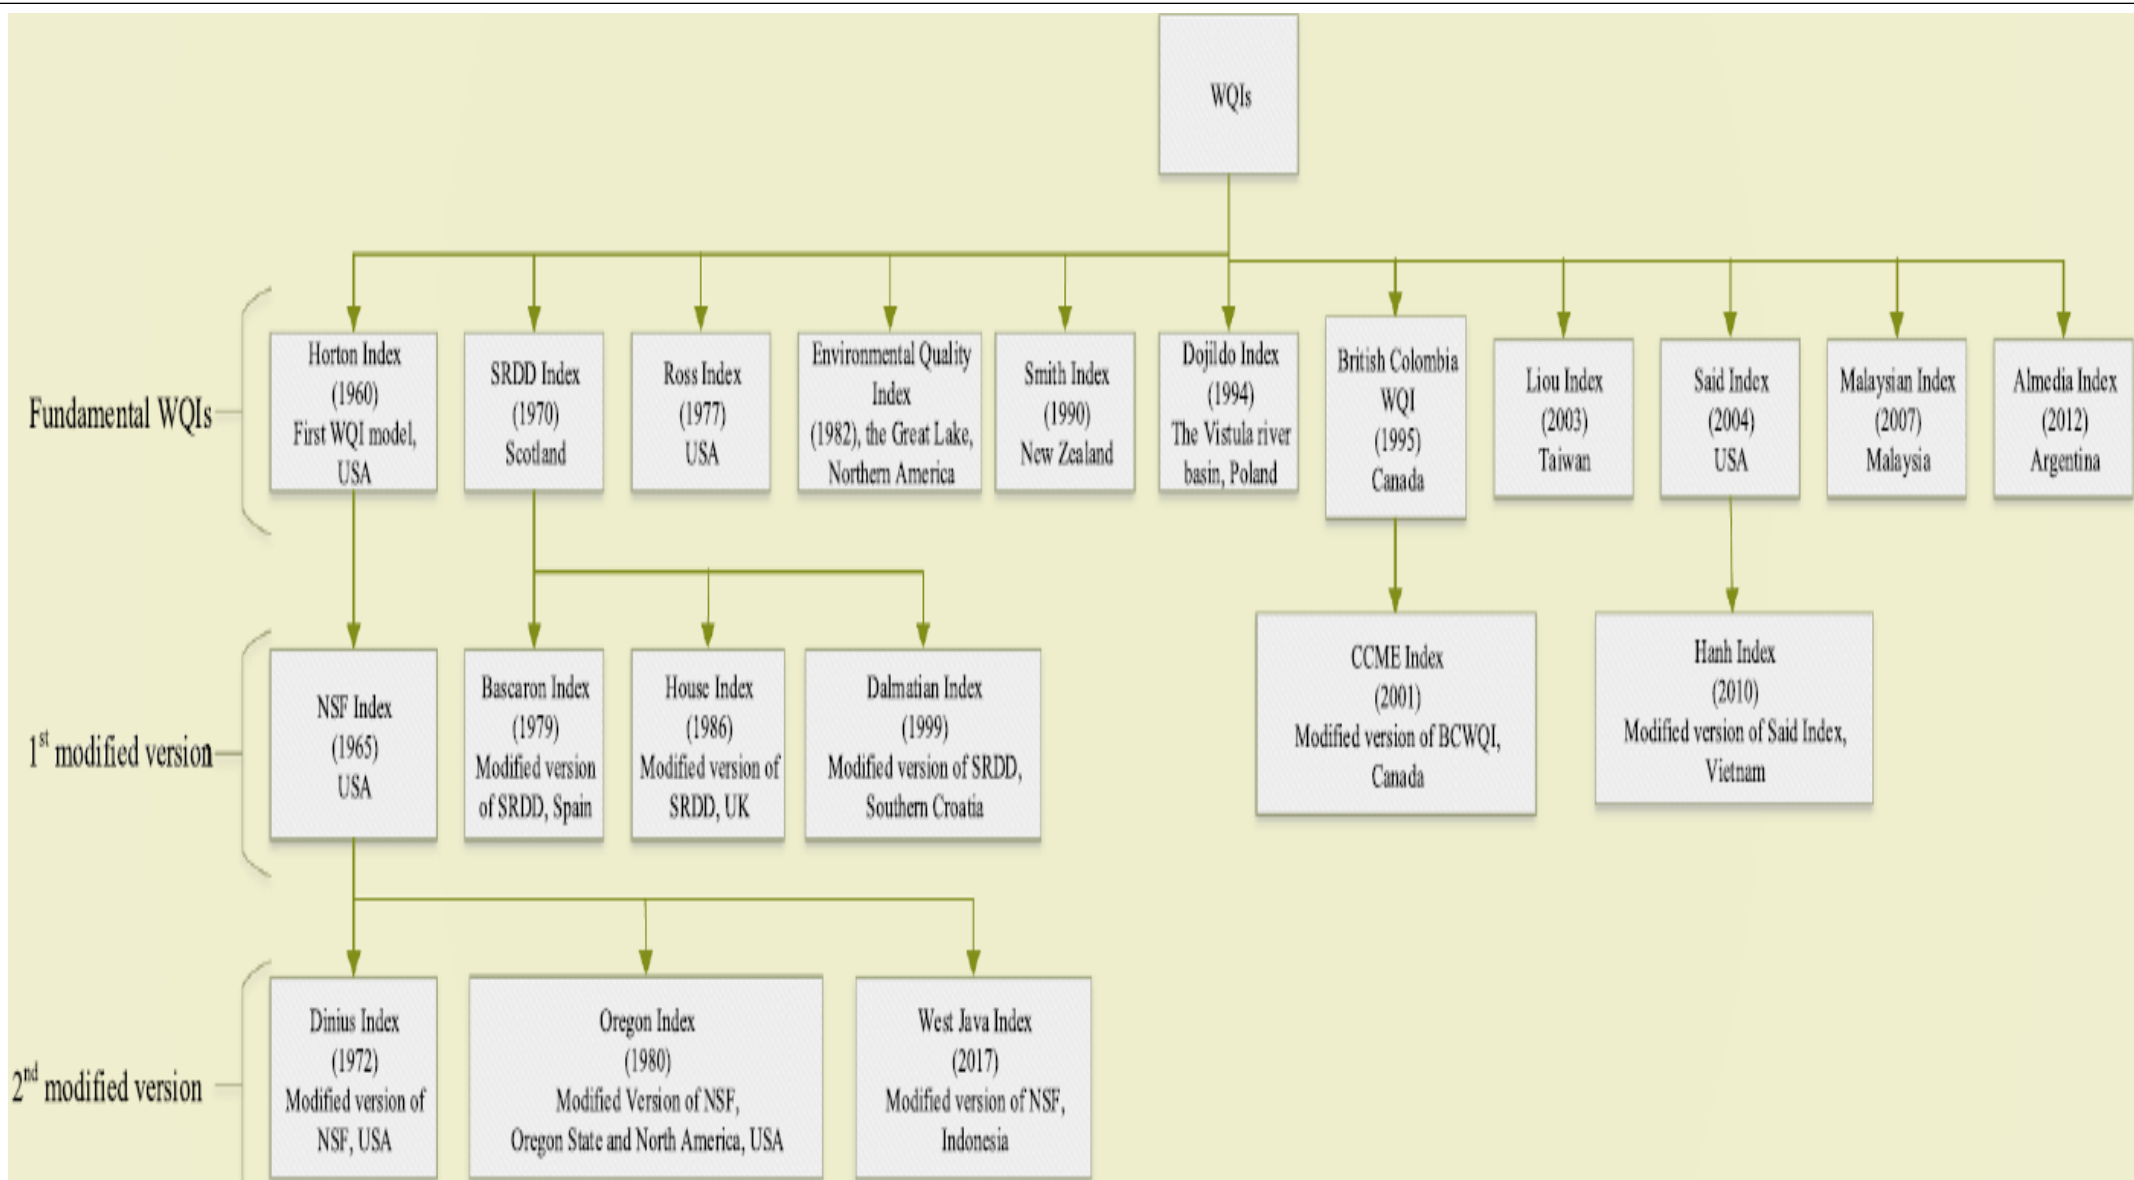 WQIs
Fundamental WQIs
Horton Index
(1960)
First WQI model,
USA
SRDD Index
(1970)
Scotland
Ross Index
(1977)
USA
Environmental Quality
Index
(1982), the Great Lake,
Northern America
Smith Index
(1990)
New Zealand
Dojildo Index
(1994)
The Vistula river
basin, Poland
British Colombia
WQI
(1995)
Canada
Liou Index
(2003)
Taiwan
Said Index
(2004)
USA
Malaysian Index
(2007)
Malaysia
Almedia Index
(2012)
Argentina
1st modified version
NSF Index
(1965)
USA
Bascaron Index
(1979)
Modified version
of SRDD, Spain
House Index
(1986)
Modified version of
SRDD, UK
Dalmatian Index
(1999)
Modified version of SRDD,
Southern Croatia
CCME Index
(2001)
Modified version of BCWQI,
Canada
Hanh Index
(2010)
Modified version of Said Index,
Vietnam
2nd modified version
Dinius Index
(1972)
Modified version of
NSF, USA
Oregon Index
(1980)
Modified Version of NSF,
Oregon State and North America, USA
West Java Index
(2017)
Modified version of NSF,
Indonesia